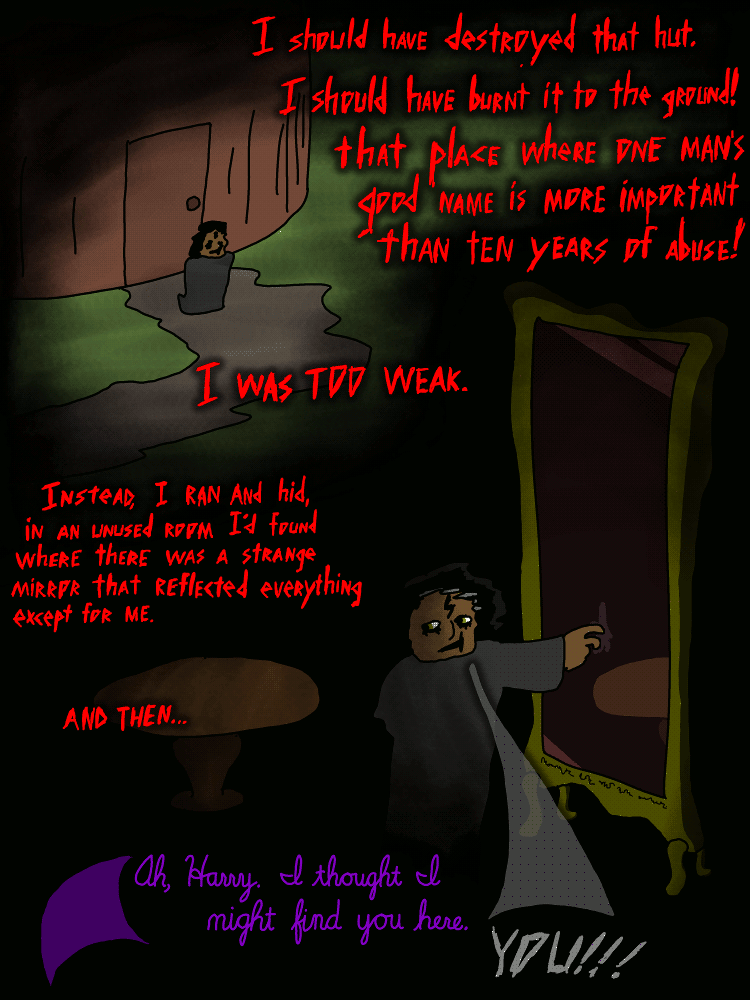 I should have destroyed that hut.
I should have burnt it to the ground!
that place where one man's
good name is more important
than ten years of abuse!
I was too weak.
Instead, I ran and hid,
in an unused room I'd found
where there was a strange
mirror that reflected everything
except for me.
And then...
Ah, Harry. I thought I
might find you here.
YOU!!!